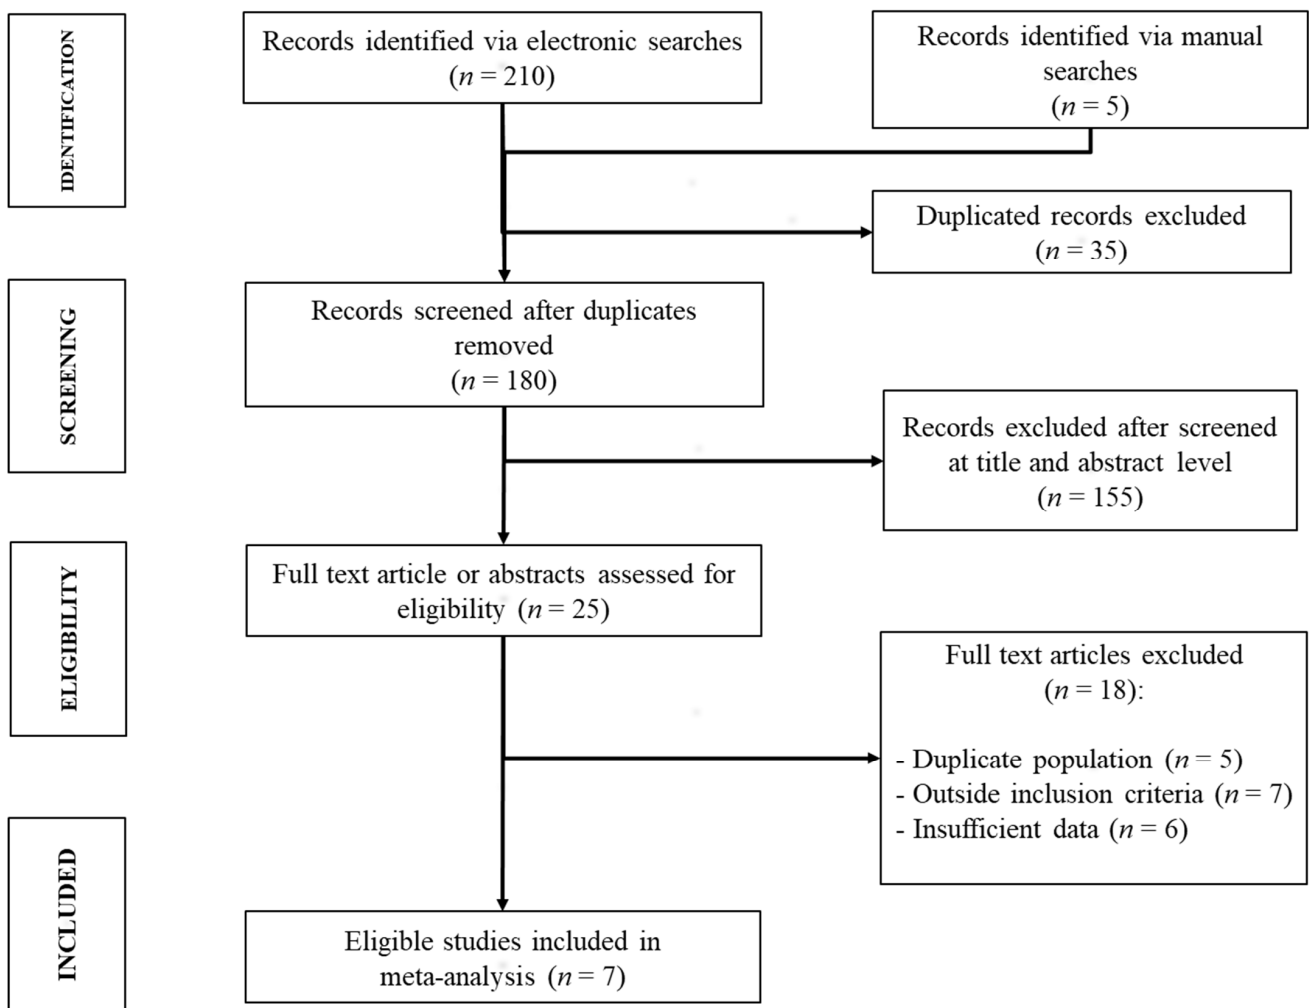 IDENTIFICATION
Records identified via electronic searches
(n = 210)
Records identified via manual
searches
(n = 5)
Duplicated records excluded
(n = 35)
SCREENING
Records screened after duplicates
removed
(n = 180)
Records excluded after screened
at title and abstract level
(n = 155)
ELIGIBILITY
Full text article or abstracts assessed for
eligibility (n = 25)
Full text articles excluded
(n = 18):
- Duplicate population (n = 5)
- Outside inclusion criteria (n = 7)
- Insufficient data (n = 6)
INCLUDED
Eligible studies included in
meta-analysis (n = 7)